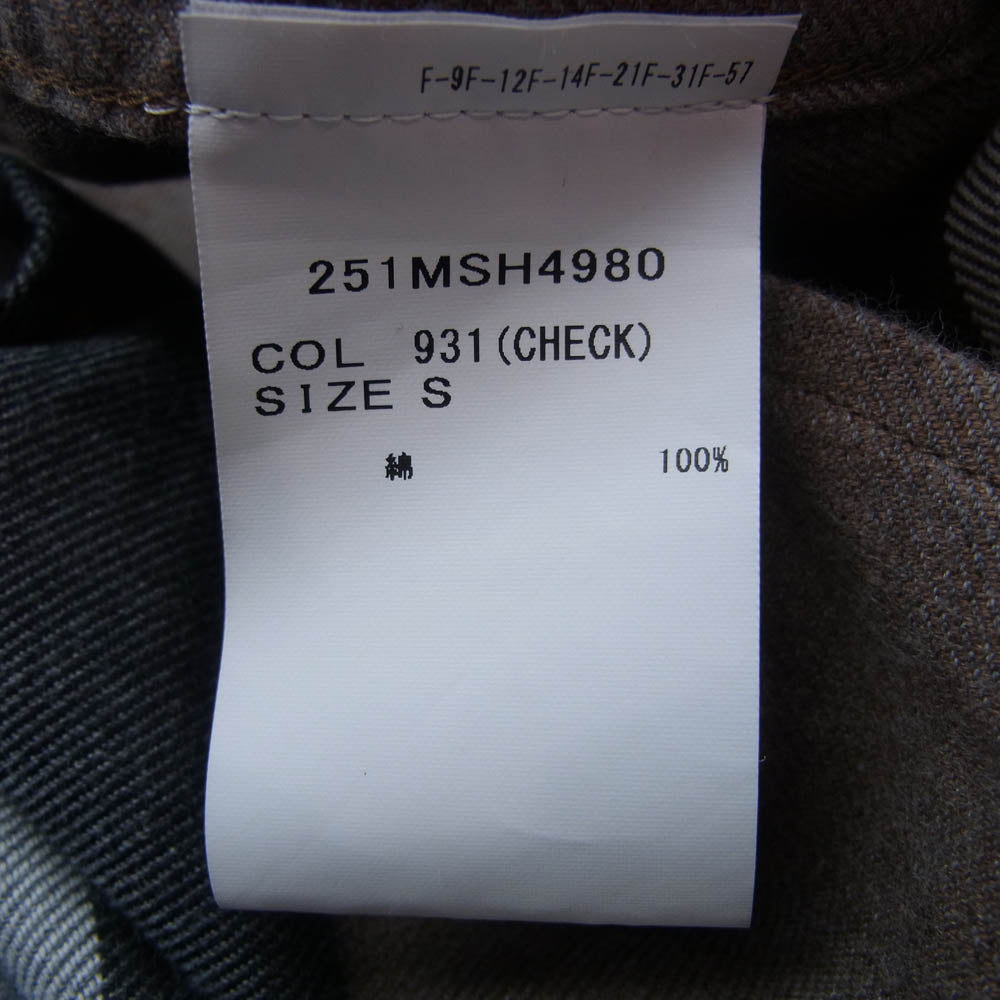 F-9F-12F-14F-21F-31F-57
251MSH4980
COL 931(CHECK)
SIZE S
綿 100%